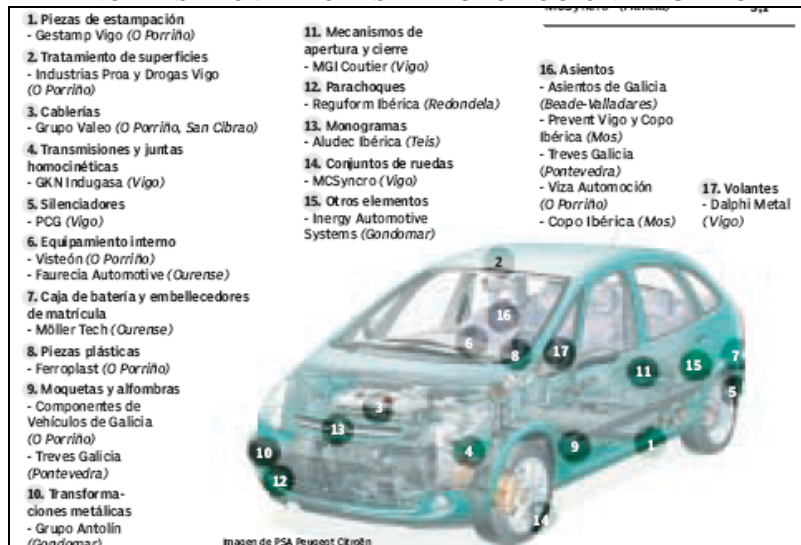 1. Piezas de estampación
- Gestamp Vigo (O Porriño)
2. Tratamiento de superficies
- Industrias Proa y Drogas Vigo
(O Porriño)
3. Cablerías
- Grupo Valeo (O Porriño, San Cibrao)
4. Transmisiones y juntas
homocinéticas
- GKN Indugasa (Vigo)
5. Silenciadores
- PCG (Vigo)
6. Equipamiento interno
- Visteón (O Porriño)
- Faurecia Automotive (Ourense)
7. Caja de batería y embellecedores
de matrícula
- Möller Tech (Ourense)
8. Piezas plásticas
- Ferroplast (O Porriño)
9. Moquetas y alfombras
- Componentes de
Vehículos de Galicia
(O Porriño)
- Treves Galicia
(Pontevedra)
10. Transforma-
ciones metálicas
- Grupo Antolín
(Gondomar)
11. Mecanismos de
apertura y cierre
- MGI Coutier (Vigo)
12. Parachoques
- Reguform Ibérica (Redondela)
13. Monogramas
- Aludec Ibérica (Teis)
14. Conjuntos de ruedas
- MCSyncro (Vigo)
15. Otros elementos
- Inergy Automotive
Systems (Gondomar)
16. Asientos
- Asientos de Galicia
(Beade-Valladares)
- Prevent Vigo y Copo
Ibérica (Mos)
- Treves Galicia
(Pontevedra)
- Viza Automoción
(O Porriño)
- Copo Ibérica (Mos)
17. Volantes
- Dalphi Metal
(Vigo)
2
16
6
8
17
11
15
7
5
3
13
10
12
4
9
1
14
Imagen de PSA Peugeot Citroën